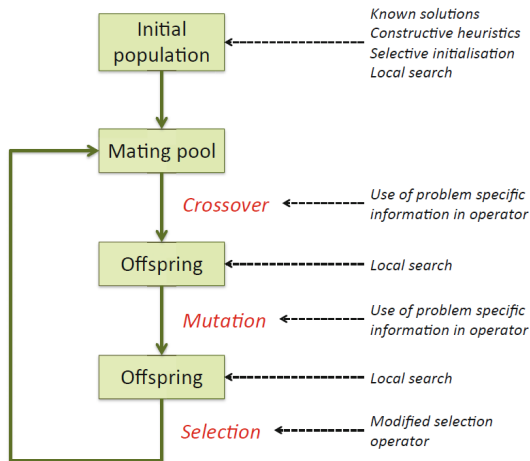 Initial
population
Known solutions
Constructive heuristics
Selective initialisation
Local search
Mating pool
Crossover
Use of problem specific
information in operator
Offspring
Local search
Mutation
Use of problem specific
information in operator
Offspring
Local search
Selection
Modified selection
operator